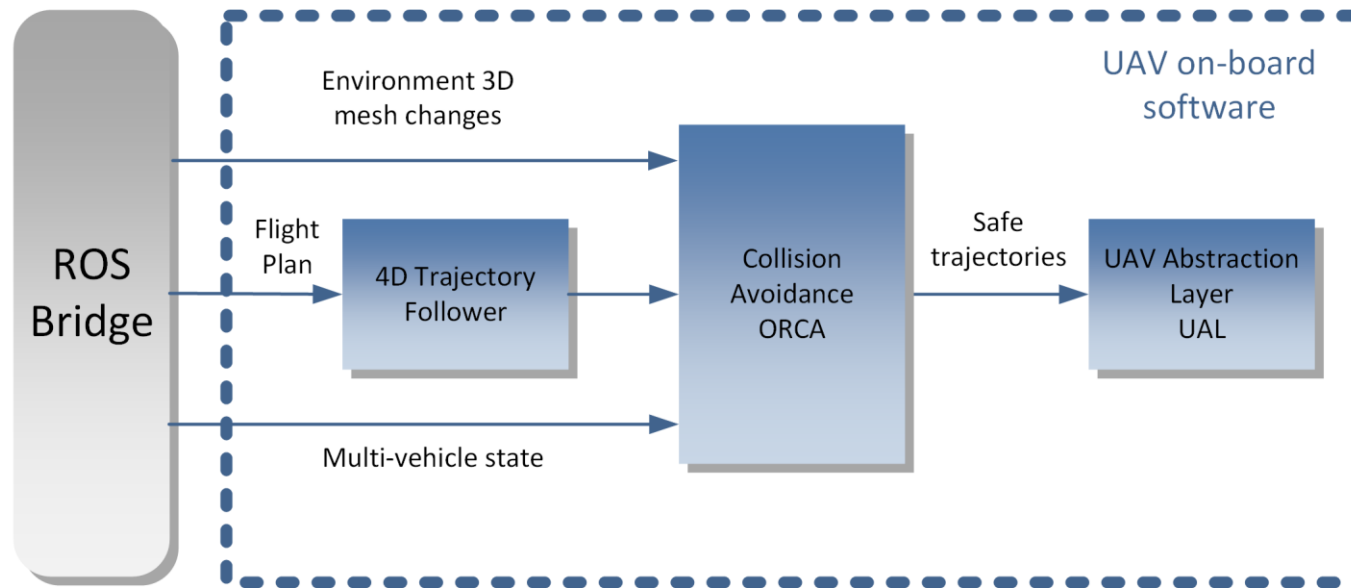 UAV on-board
software
Environment 3D
mesh changes
ROS
Bridge
Flight
Plan
4D Trajectory
Follower
Collision
Avoidance
ORCA
Safe
trajectories
UAV Abstraction
Layer
UAL
Multi-vehicle state